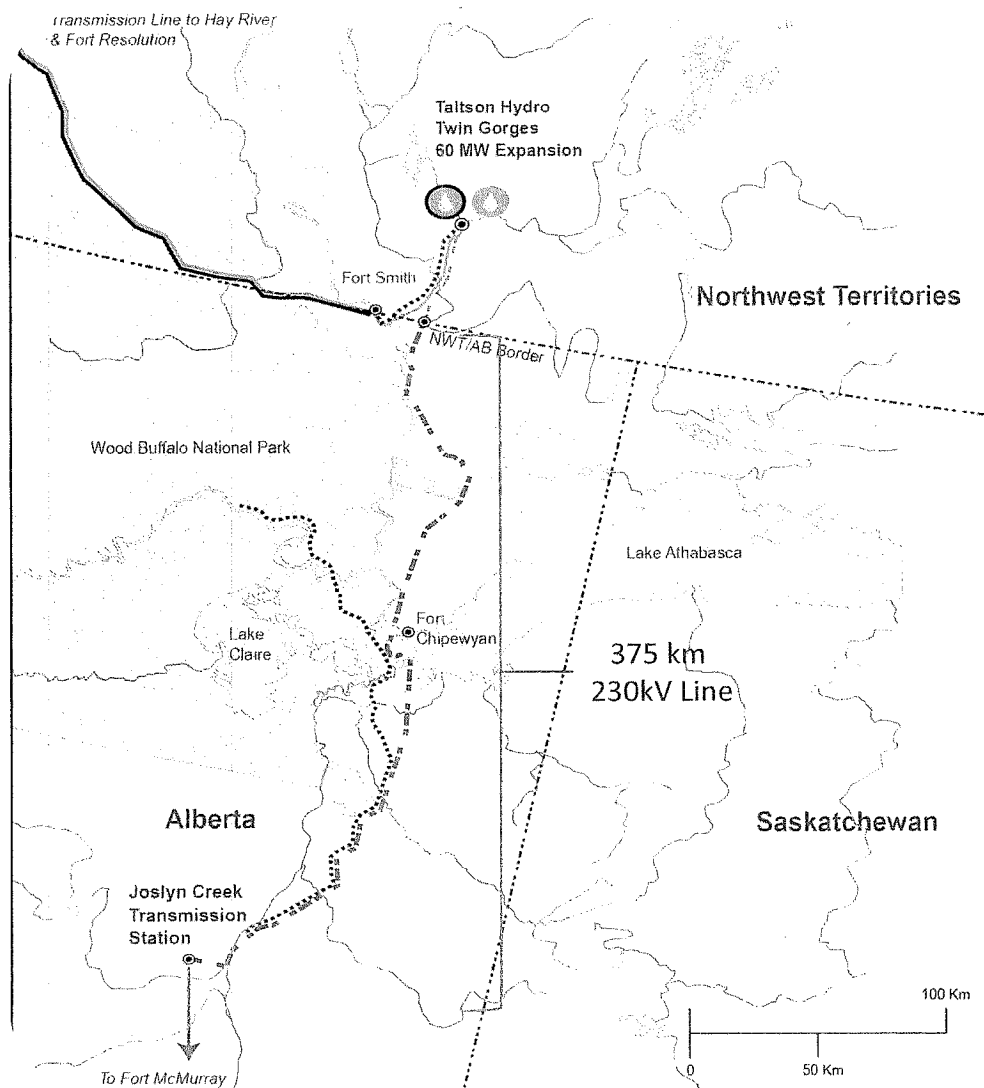 Transmission Line to Hay River
& Fort Resolution
Taltson Hydro
Twin Gorges
60 MW Expansion
Fort Smith
Northwest Territories
NWT/AB Border
Wood Buffalo National Park
Lake Athabasca
Fort
Chipewyan
Lake
Claire
375 km
230kV Line
Alberta
Saskatchewan
Joslyn Creek
Transmission
Station
100 Km
0
50 Km
To Fort McMurray